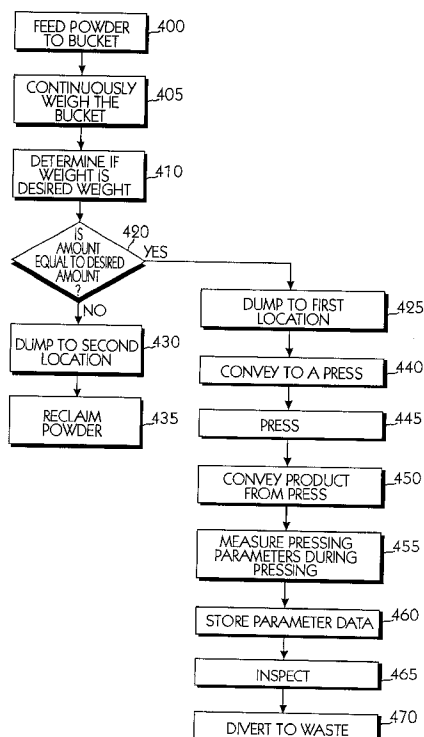 FEED POWDER
TO BUCKET
400
CONTINUOUSLY
WEIGH THE
BUCKET
405
DETERMINE IF
WEIGHT IS
DESIRED WEIGHT
410
IS
AMOUNT
EQUAL TO DESIRED
AMOUNT
?
420
YES
NO
DUMP TO SECOND
LOCATION
430
RECLAIM
POWDER
435
DUMP TO FIRST
LOCATION
425
CONVEY TO A PRESS
440
PRESS
445
CONVEY PRODUCT
FROM PRESS
450
MEASURE PRESSING
PARAMETERS DURING
PRESSING
455
STORE PARAMETER DATA
460
INSPECT
465
DIVERT TO WASTE
470